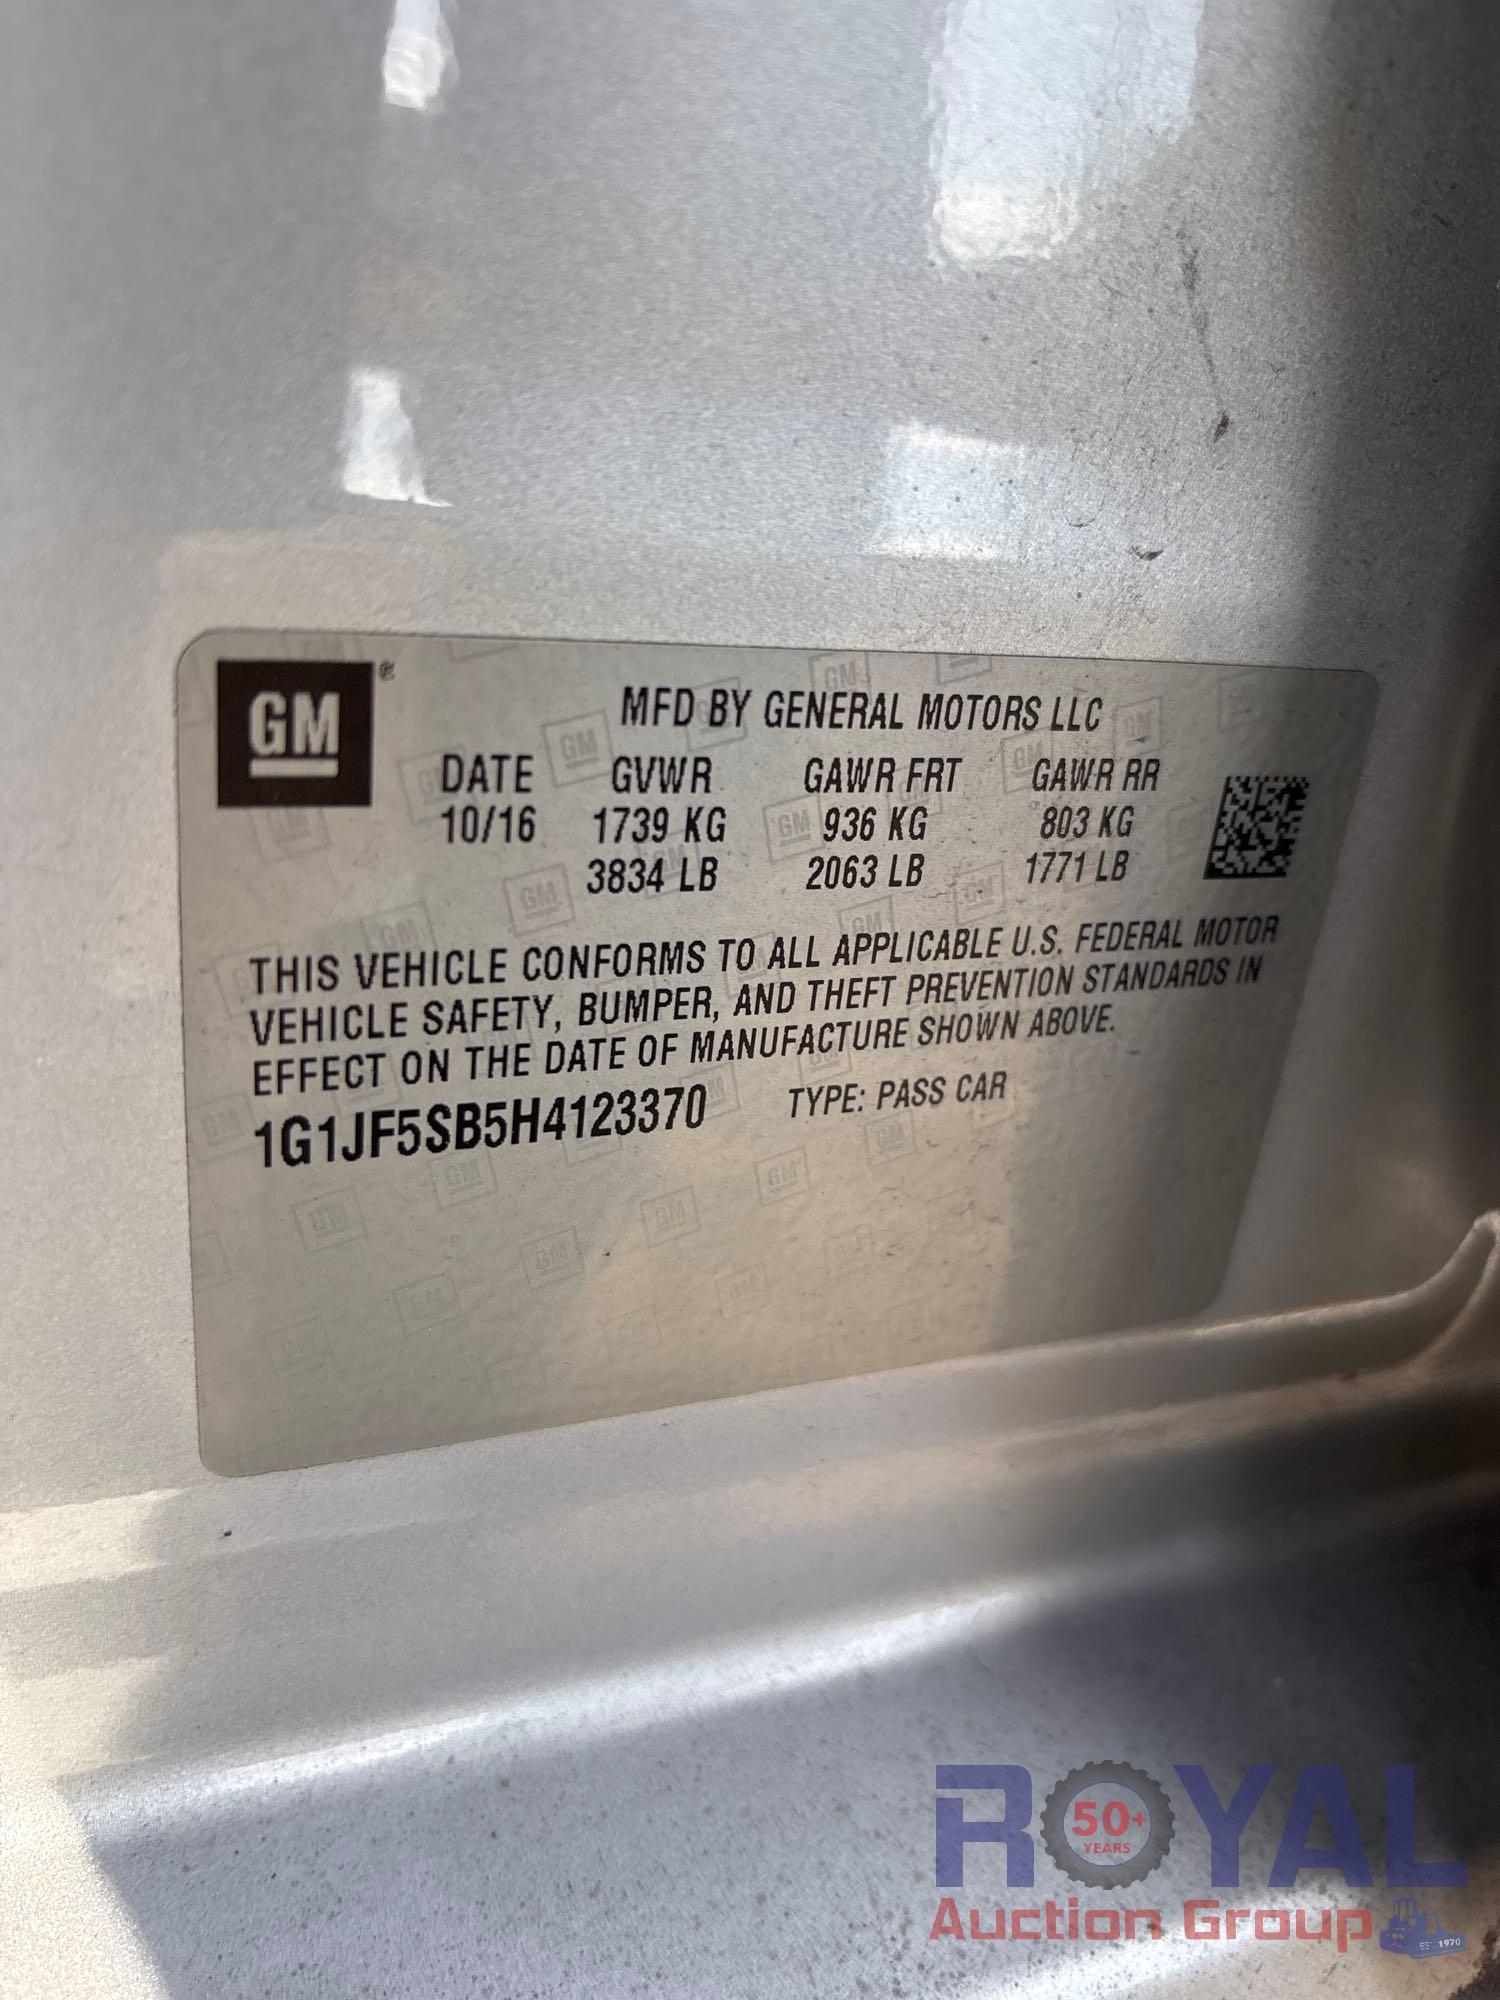 GM®
MFD BY GENERAL MOTORS LLC
DATE GVWR GAWR FRT GAWR RR
10/16 1739 KG 936 KG 803 KG
3834 LB 2063 LB 1771 LB
THIS VEHICLE CONFORMS TO ALL APPLICABLE U.S. FEDERAL MOTOR
VEHICLE SAFETY, BUMPER, AND THEFT PREVENTION STANDARDS IN
EFFECT ON THE DATE OF MANUFACTURE SHOWN ABOVE.
1G1JF5SB5H4123370 TYPE: PASS CAR
ROYAL
50+
YEARS
Auction Group
EST 1970